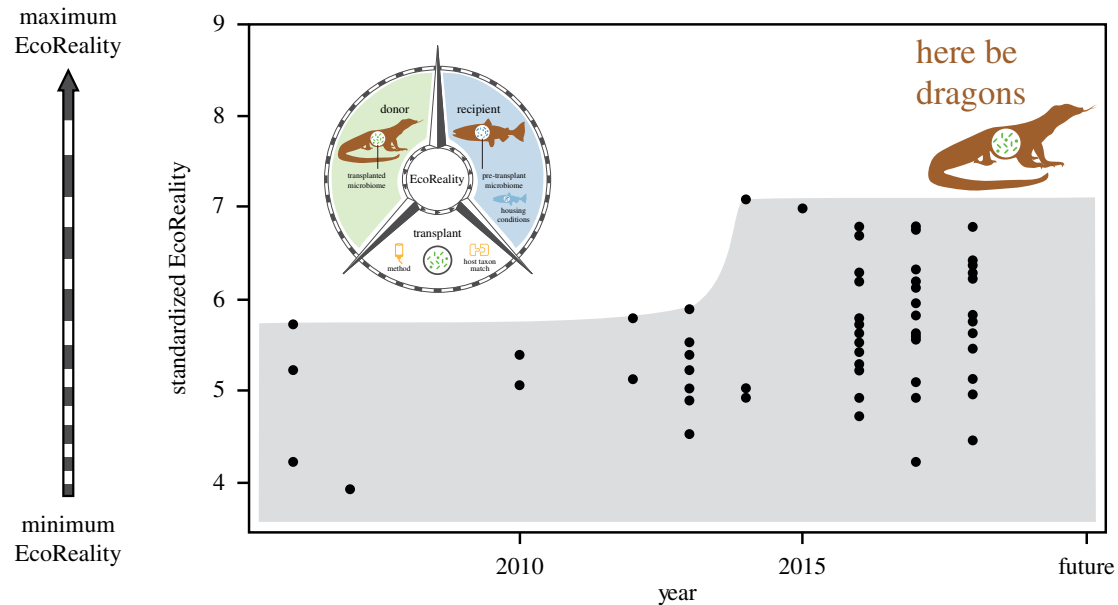 maximum
EcoReality
minimum
EcoReality
standardized EcoReality
9
8
7
6
5
4
donor
recipient
EcoReality
transplanted
microbiome
pre-transplant
microbiome
housing
conditions
transplant
method
host taxon
match
here be
dragons
2010
2015
future
year